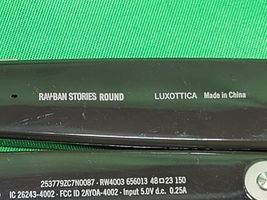 RAY-BAN STORIES ROUND LUXOTTICA Made in China
253779ZC7N0087 · RW4003 656013 48□23 150
IC 26243-4002 · FCC ID 2AYOA-4002 · Input 5.0V d.c. 0.25A